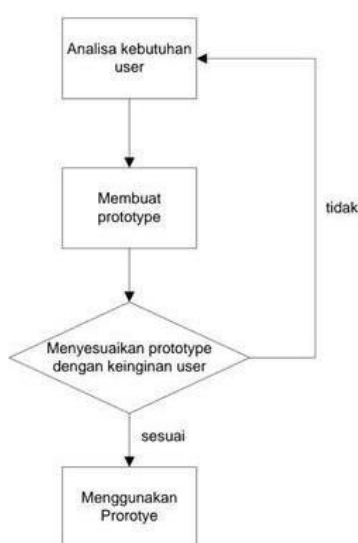 Analisa kebutuhan
user
Membuat
prototype
tidak
Menyesuaikan prototype
dengan keinginan user
sesuai
Menggunakan
Prorotye